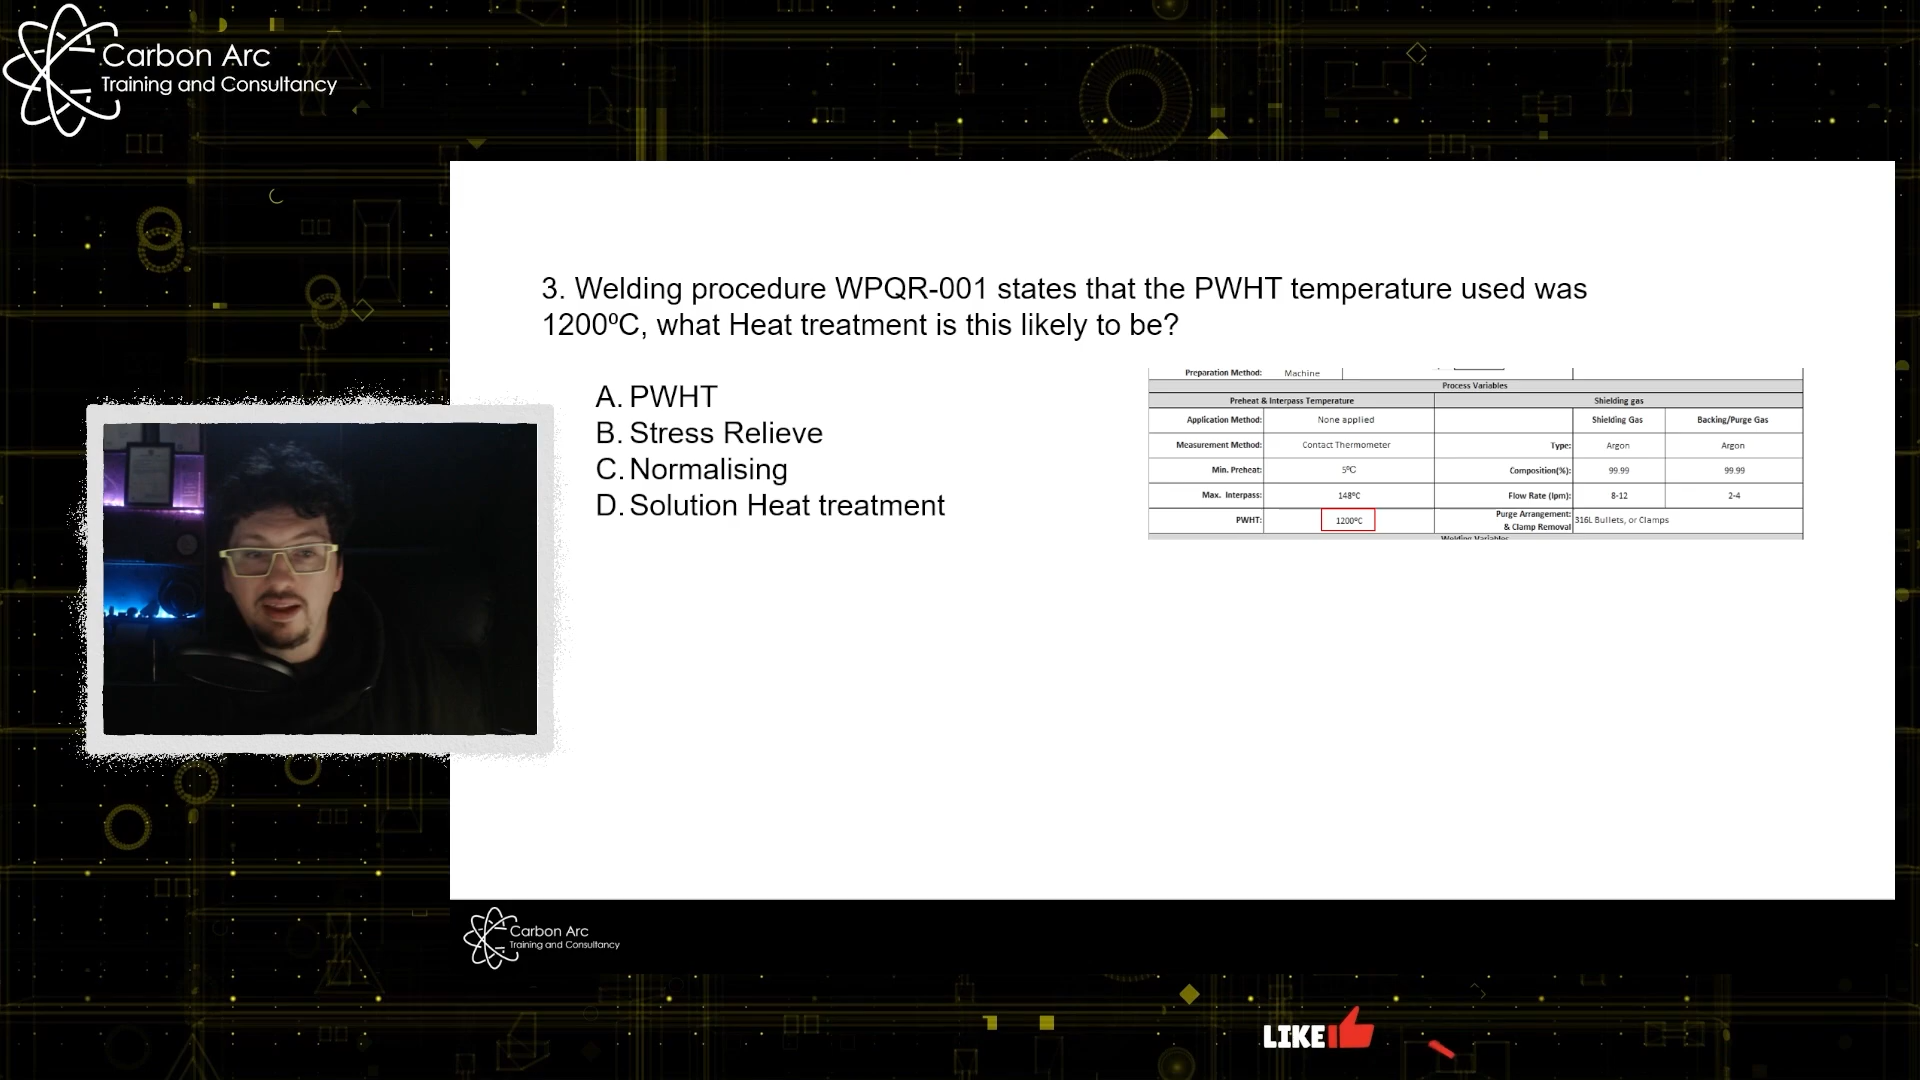 Carbon Arc
Training and Consultancy
3. Welding procedure WPQR-001 states that the PWHT temperature used was
1200ºC, what Heat treatment is this likely to be?
A. PWHT
B. Stress Relieve
C. Normalising
D. Solution Heat treatment
Preparation Method: Machine
Process Variables
Preheat & Interpass Temperature Shielding gas
Application Method: None applied Shielding Gas Backing/Purge Gas
Measurement Method: Contact Thermometer Type: Argon Argon
Min. Preheat: 5ºC Composition(%): 99.99 99.99
Max. Interpass: 148ºC Flow Rate (lpm): 8-12 2-4
PWHT: 1200ºC Purge Arrangement: & Clamp Removal 316L Bullets, or Clamps
Welding Variables
Carbon Arc
Training and Consultancy
LIKE